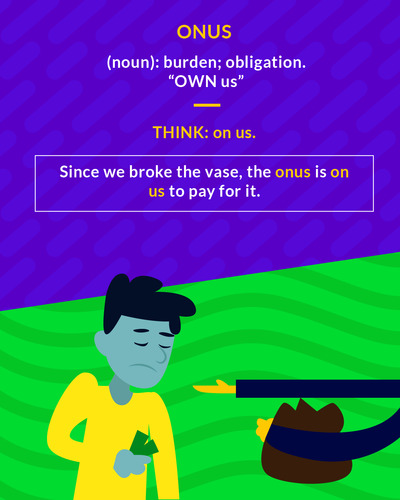 ONUS
(noun): burden; obligation.
“OWN us”
THINK: on us.
Since we broke the vase, the onus is on
us to pay for it.